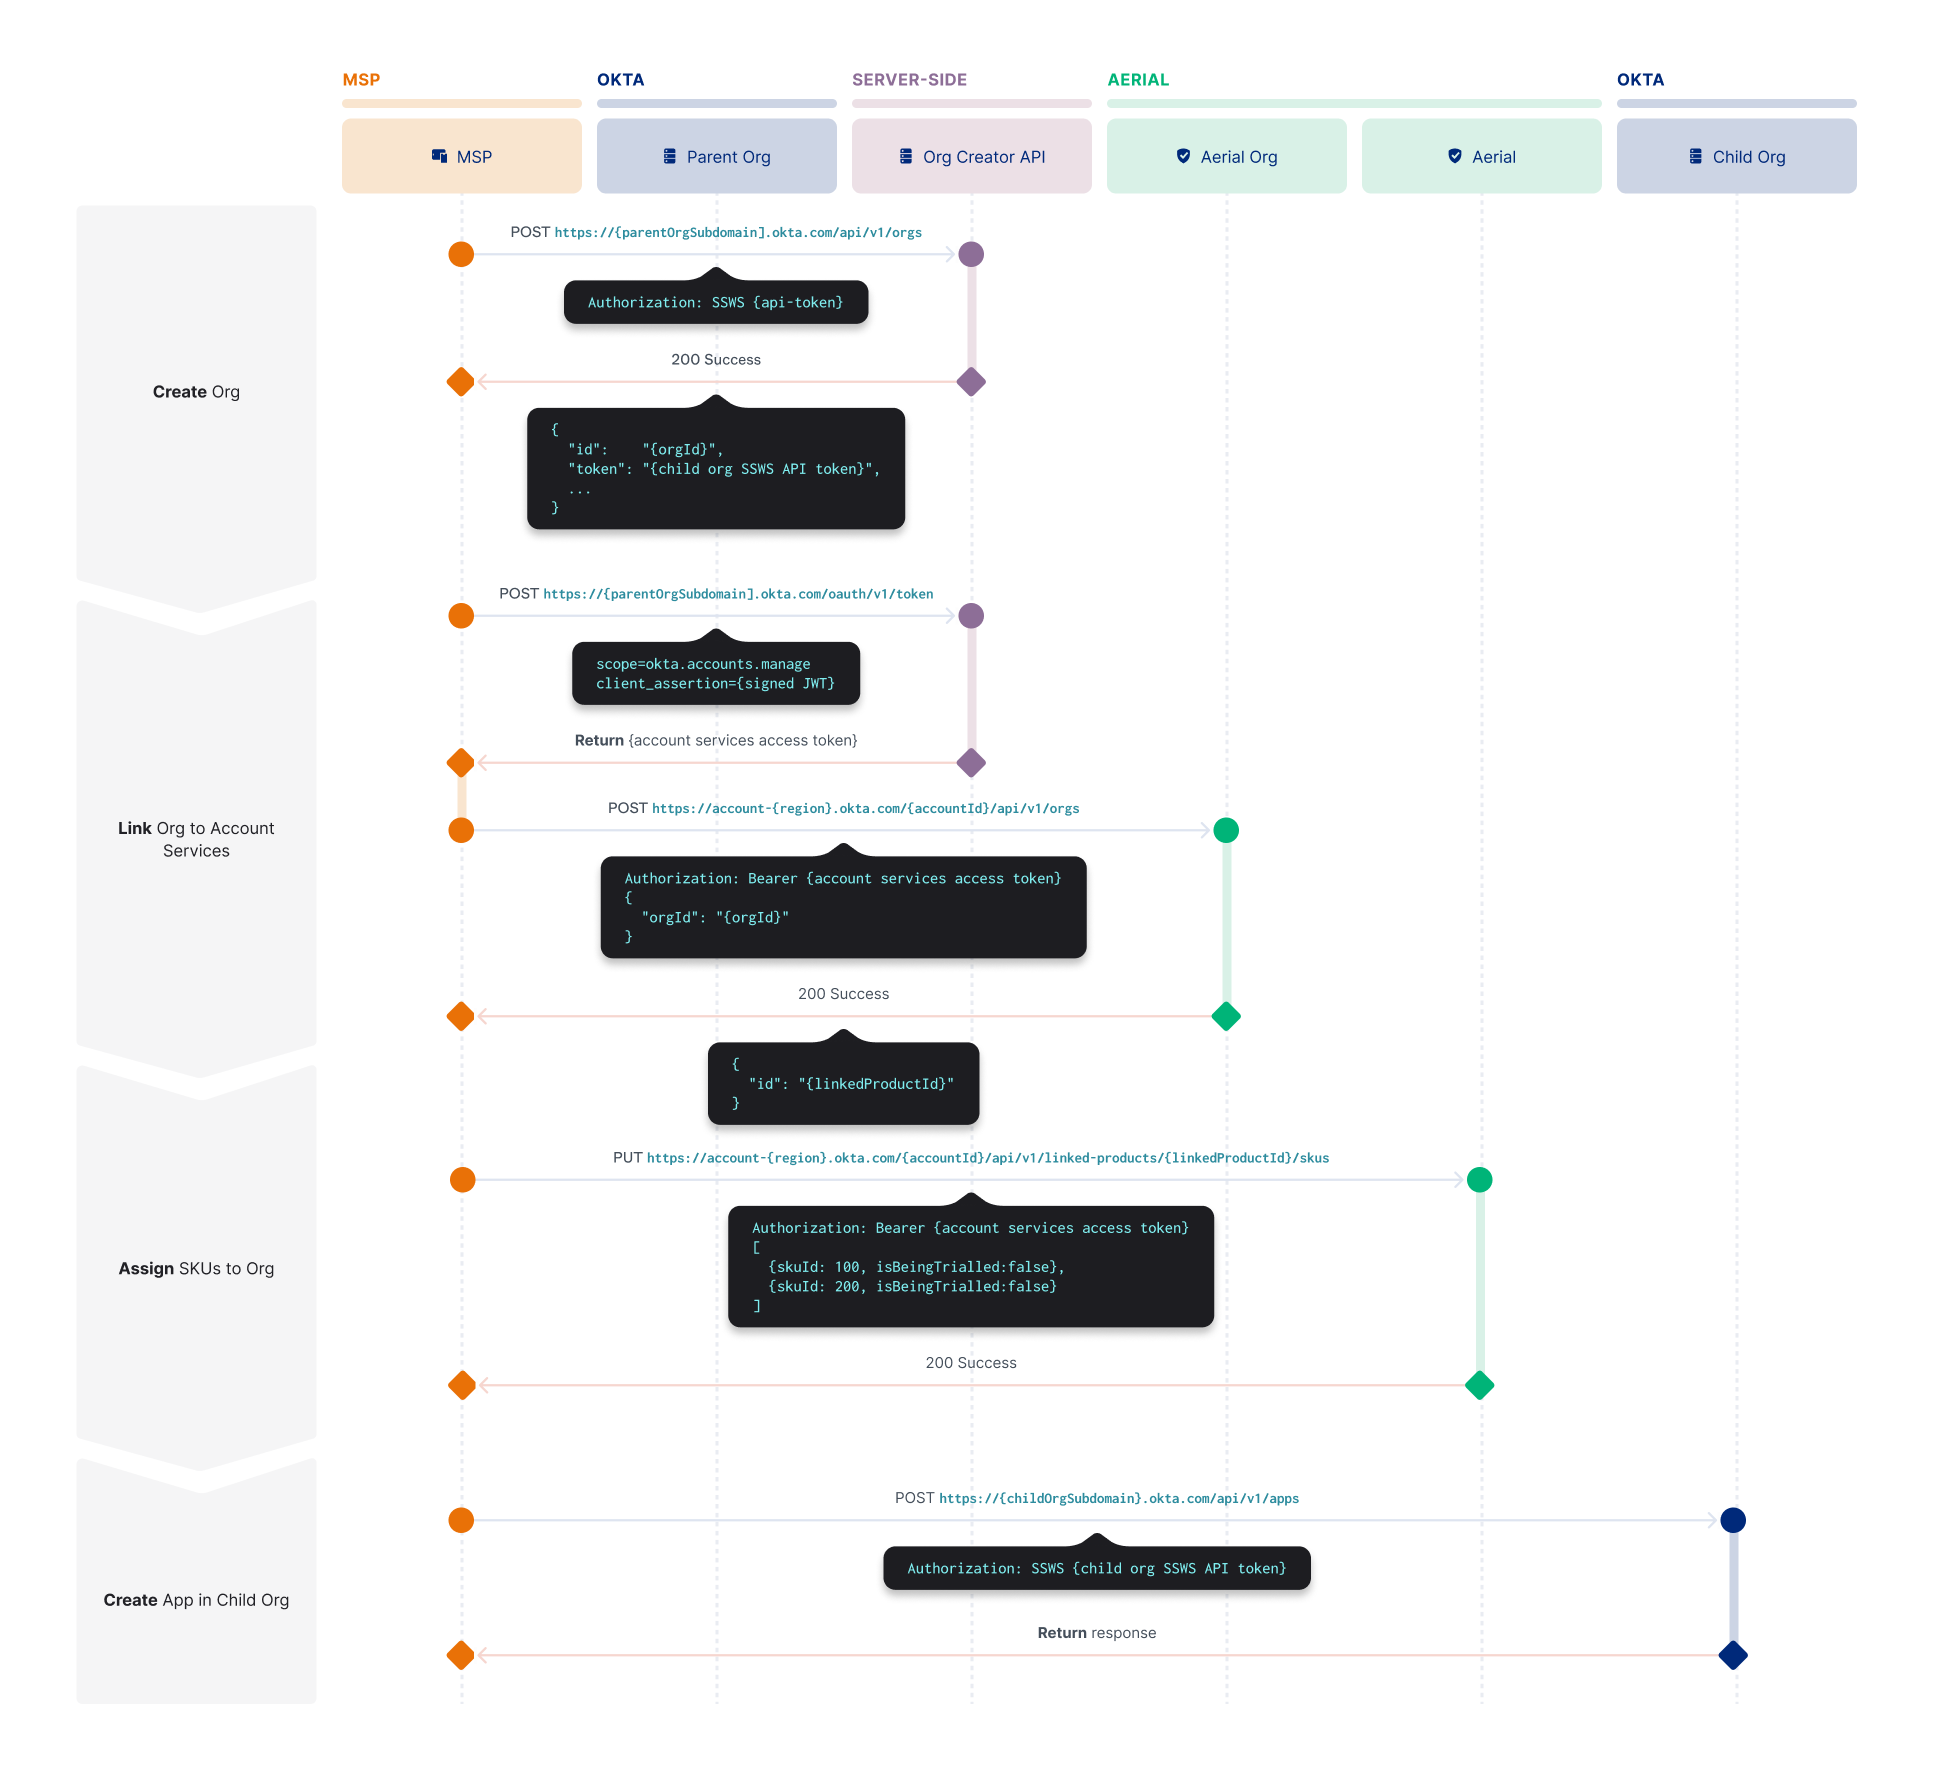 MSP
OKTA
SERVER-SIDE
AERIAL
OKTA
MSP
Parent Org
Org Creator API
Aerial Org
Aerial
Child Org
Create Org
POST https://{parentOrgSubdomain].okta.com/api/v1/orgs
Authorization: SSWS {api-token}
200 Success
{
"id":    "{orgId}",
"token": "{child org SSWS API token}",
...
}
Link Org to Account
Services
POST https://{parentOrgSubdomain].okta.com/oauth/v1/token
scope=okta.accounts.manage
client_assertion={signed JWT}
Return {account services access token}
POST https://account-{region}.okta.com/{accountId}/api/v1/orgs
Authorization: Bearer {account services access token}
{
"orgId": "{orgId}"
}
200 Success
{
"id": "{linkedProductId}"
}
Assign SKUs to Org
PUT https://account-{region}.okta.com/{accountId}/api/v1/linked-products/{linkedProductId}/skus
Authorization: Bearer {account services access token}
[
{skuId: 100, isBeingTrialled:false},
{skuId: 200, isBeingTrialled:false}
]
200 Success
Create App in Child Org
POST https://{childOrgSubdomain}.okta.com/api/v1/apps
Authorization: SSWS {child org SSWS API token}
Return response